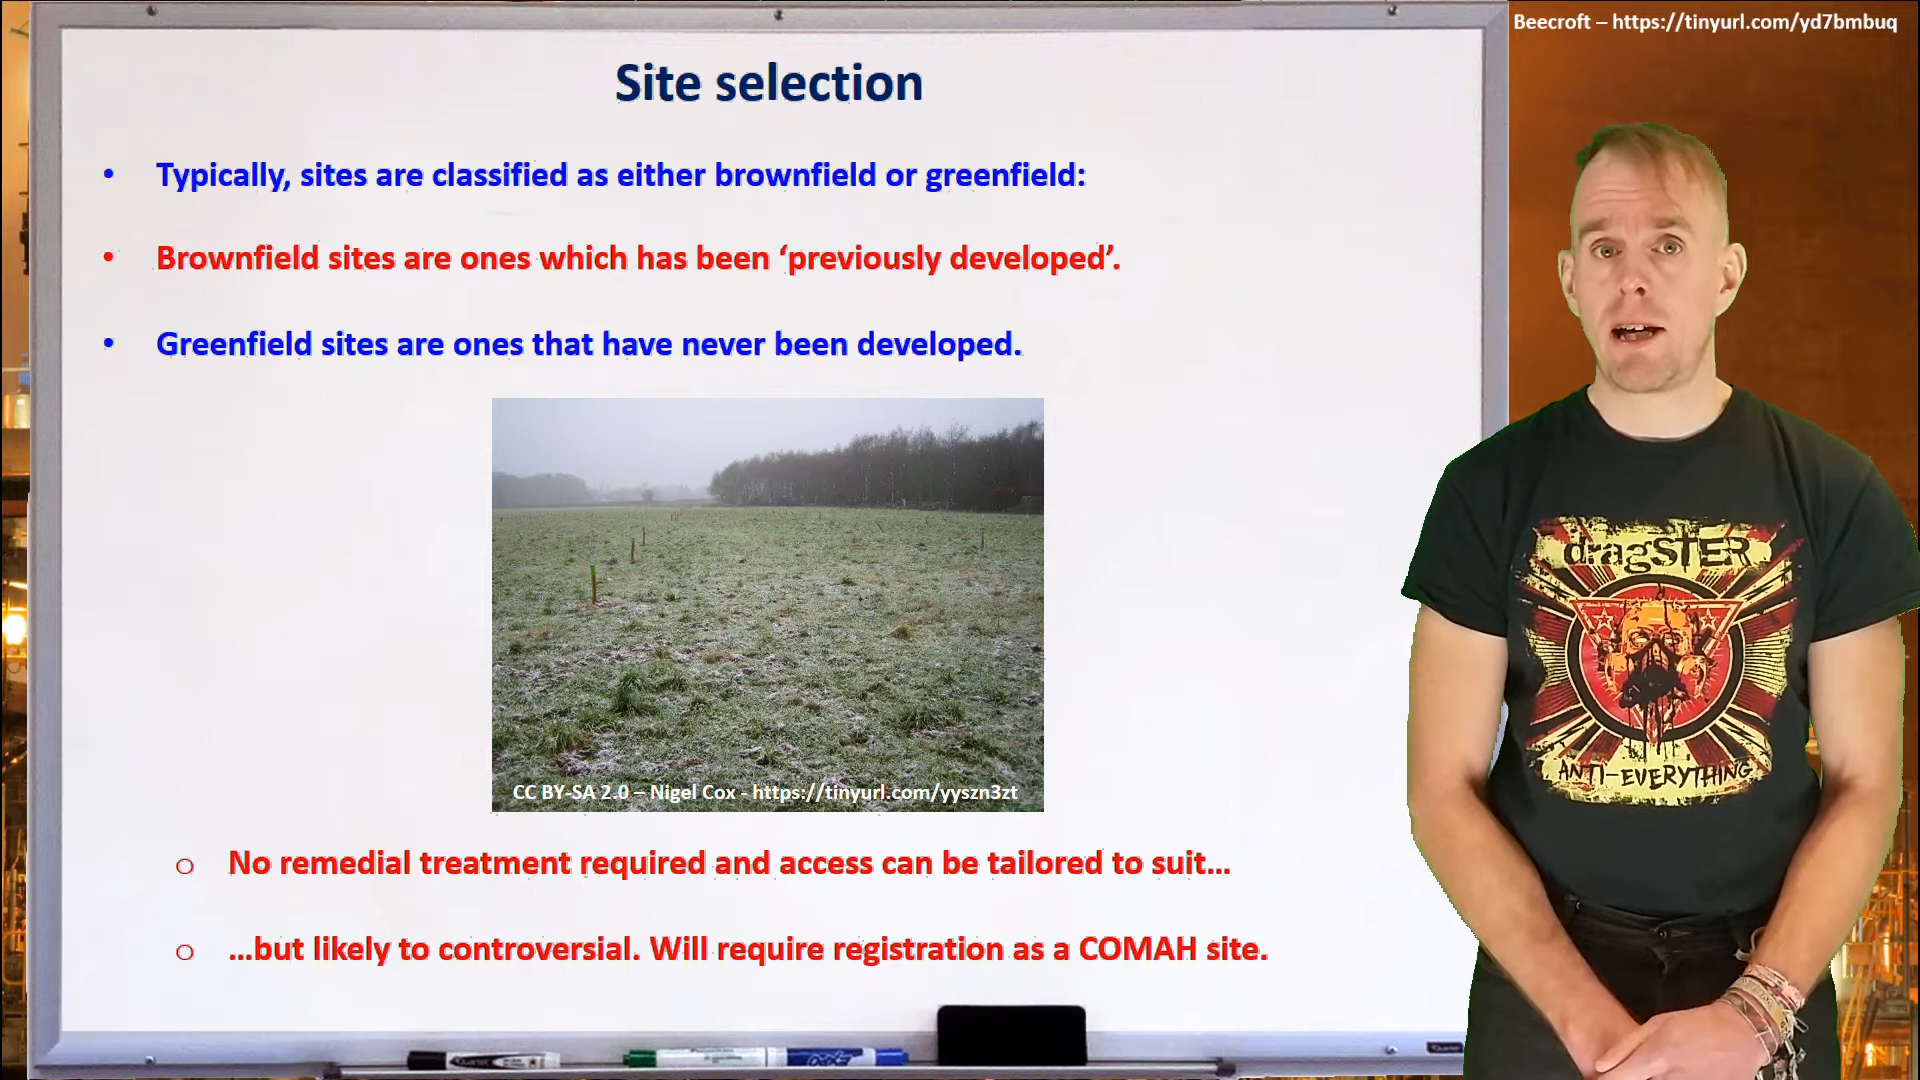 Beecroft – https://tinyurl.com/yd7bmbuq
Site selection
• Typically, sites are classified as either brownfield or greenfield:
• Brownfield sites are ones which has been ‘previously developed’.
• Greenfield sites are ones that have never been developed.
CC BY-SA 2.0 – Nigel Cox - https://tinyurl.com/yyszn3zt
o No remedial treatment required and access can be tailored to suit…
o …but likely to controversial. Will require registration as a COMAH site.
dragSTER
ANTI-EVERYTHING